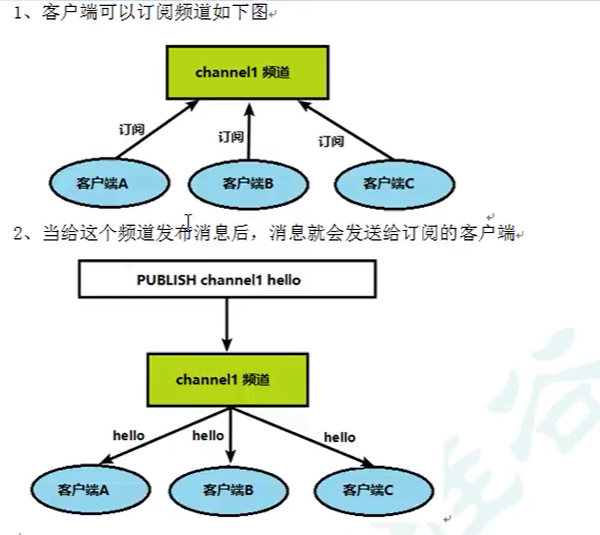 1、客户端可以订阅频道如下图
channel1 频道
订阅 订阅 订阅
客户端A 客户端B 客户端C
2、当给这个频道发布消息后，消息就会发送给订阅的客户端
PUBLISH channel1 hello
channel1 频道
hello hello hello
客户端A 客户端B 客户端C
谷